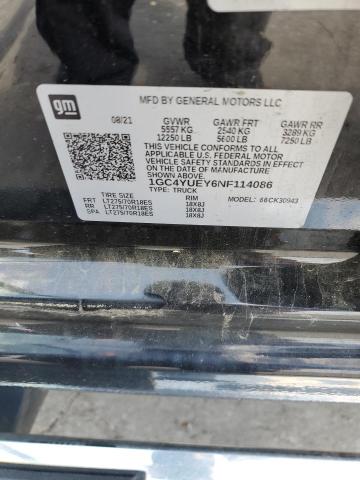 gm
MFD BY GENERAL MOTORS LLC
08/21 GVWR GAWR FRT GAWR RR
5557 KG 2540 KG 3289 KG
12250 LB 5600 LB 7250 LB
THIS VEHICLE CONFORMS TO ALL
APPLICABLE U.S. FEDERAL MOTOR
VEHICLE SAFETY STANDARDS IN EFFECT
ON THE DATE OF MANUFACTURE
SHOWN ABOVE.
1GC4YUEY6NF114086
TYPE: TRUCK
MODEL: 66CK30943
TIRE SIZE RIM
FRT LT275/70R18ES 18X8J
RR LT275/70R18ES 18X8J
SPA LT275/70R18ES 18X8J